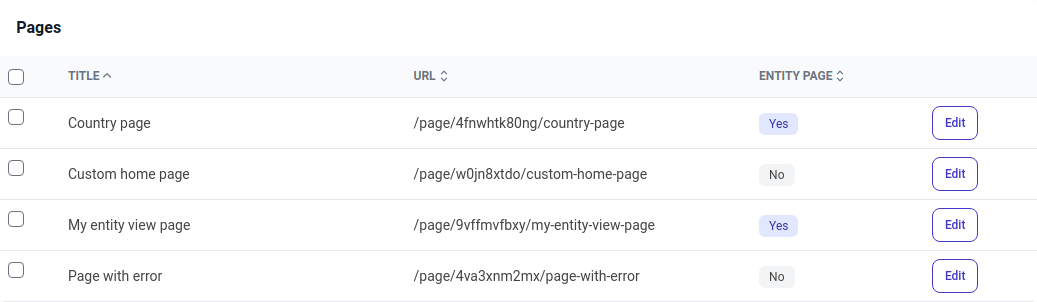 Pages
TITLE URL ENTITY PAGE
Country page /page/4fnwhtk80ng/country-page Yes Edit
Custom home page /page/w0jn8xtdo/custom-home-page No Edit
My entity view page /page/9vffmvfbxy/my-entity-view-page Yes Edit
Page with error /page/4va3xnm2mx/page-with-error No Edit